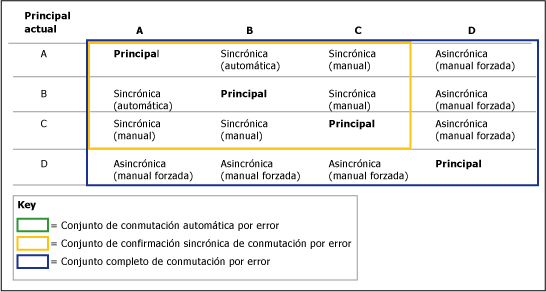 Principal
actual
A B C D
A Principal Sincrónica Sincrónica Asincrónica
(automática) (manual) (manual forzada)
B Sincrónica Principal Sincrónica Asincrónica
(automática) (manual) (manual forzada)
C Sincrónica Sincrónica Principal Asincrónica
(manual) (manual) (manual forzada)
D Asincrónica Asincrónica Asincrónica Principal
(manual forzada) (manual forzada) (manual forzada)
Key
= Conjunto de conmutación automática por error
= Conjunto de confirmación sincrónica de conmutación por error
= Conjunto completo de conmutación por error